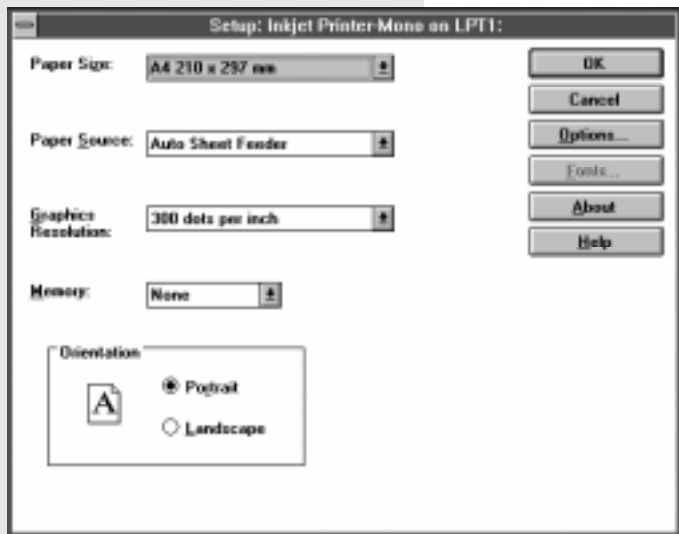 Setup: Inkjet Printer-Mono on LPT1:
Paper Size:
A4 210 x 297 mm
OK
Cancel
Paper Source:
Auto Sheet Feeder
Options...
Fonts...
Graphics
Resolution:
300 dots per inch
About
Help
Memory:
None
Orientation
A
Portrait
Landscape